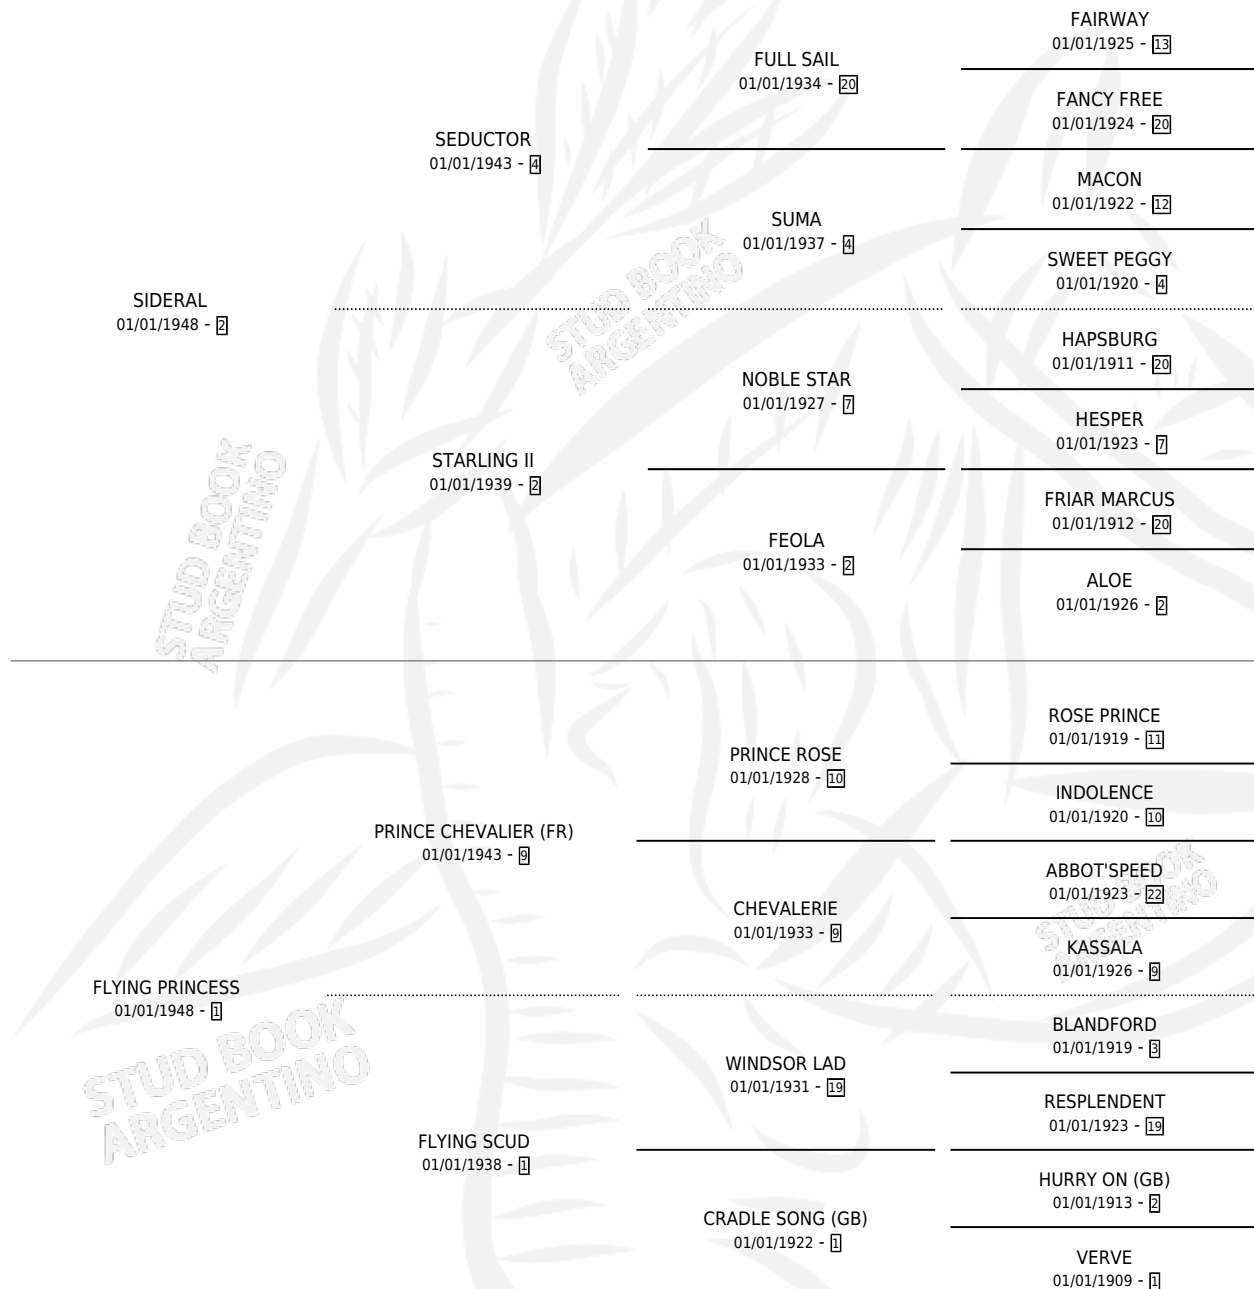 FAIRWAY
01/01/1925 - 13
FULL SAIL
01/01/1934 - 20
FANCY FREE
01/01/1924 - 20
SEDUCTOR
01/01/1943 - 4
MACON
01/01/1922 - 12
SUMA
01/01/1937 - 4
SWEET PEGGY
01/01/1920 - 4
SIDERAL
01/01/1948 - 2
HAPSBURG
01/01/1911 - 20
NOBLE STAR
01/01/1927 - 7
HESPER
01/01/1923 - 7
STARLING II
01/01/1939 - 2
FRIAR MARCUS
01/01/1912 - 20
FEOLA
01/01/1933 - 2
ALOE
01/01/1926 - 2
ROSE PRINCE
01/01/1919 - 11
PRINCE ROSE
01/01/1928 - 10
INDOLENCE
01/01/1920 - 10
PRINCE CHEVALIER (FR)
01/01/1943 - 9
ABBOT'SPEED
01/01/1923 - 22
CHEVALERIE
01/01/1933 - 9
KASSALA
01/01/1926 - 9
FLYING PRINCESS
01/01/1948 - 1
BLANDFORD
01/01/1919 - 3
WINDSOR LAD
01/01/1931 - 19
RESPLENDENT
01/01/1923 - 19
FLYING SCUD
01/01/1938 - 1
HURRY ON (GB)
01/01/1913 - 2
CRADLE SONG (GB)
01/01/1922 - 1
VERVE
01/01/1909 - 1
STUD BOOK
ARGENTINO
STUD BOOK
ARGENTINO
STUD BOOK
ARGENTINO
STUD BOOK
ARGENTINO